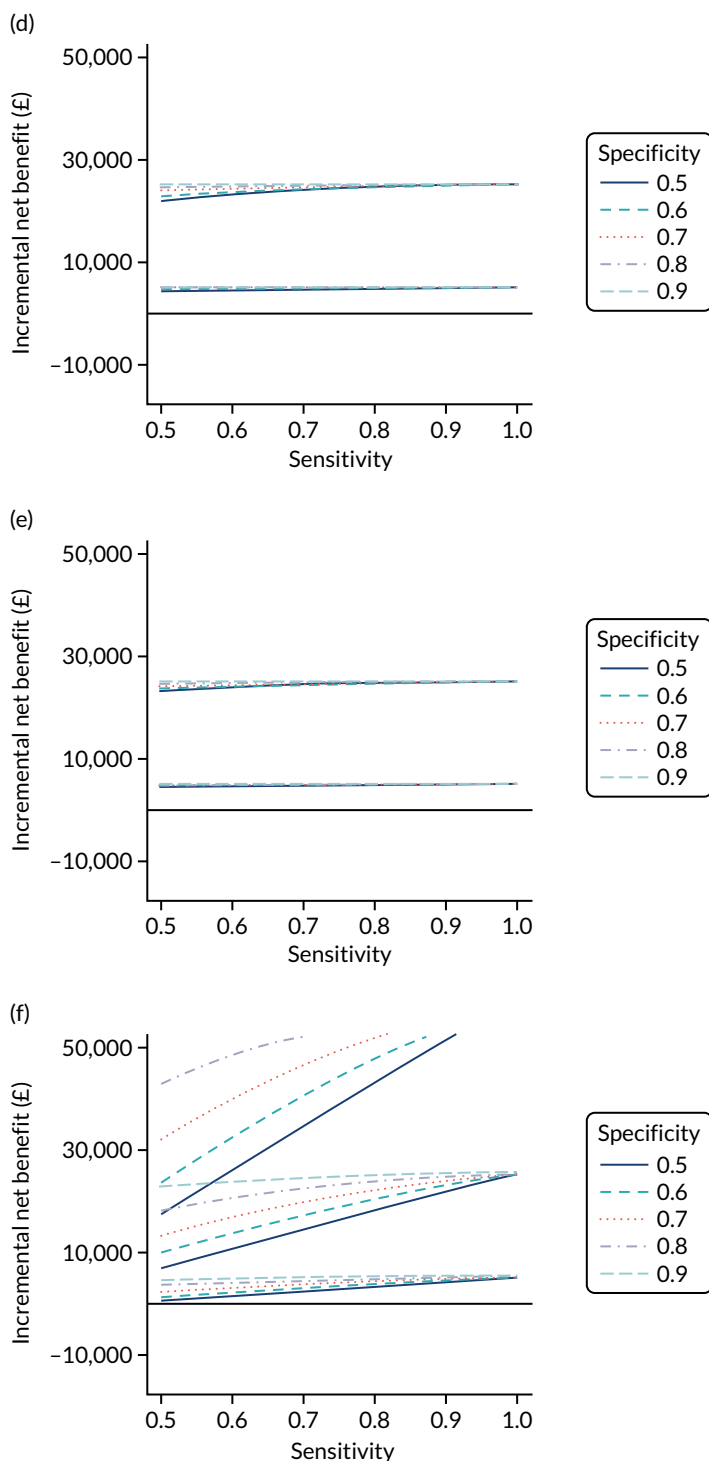 (d)
Incremental net benefit (£)
50,000
30,000
10,000
–10,000
0.5 0.6 0.7 0.8 0.9 1.0
Sensitivity
Specificity
0.5
0.6
0.7
0.8
0.9
(e)
Incremental net benefit (£)
50,000
30,000
10,000
–10,000
0.5 0.6 0.7 0.8 0.9 1.0
Sensitivity
Specificity
0.5
0.6
0.7
0.8
0.9
(f)
Incremental net benefit (£)
50,000
30,000
10,000
–10,000
0.5 0.6 0.7 0.8 0.9 1.0
Sensitivity
Specificity
0.5
0.6
0.7
0.8
0.9